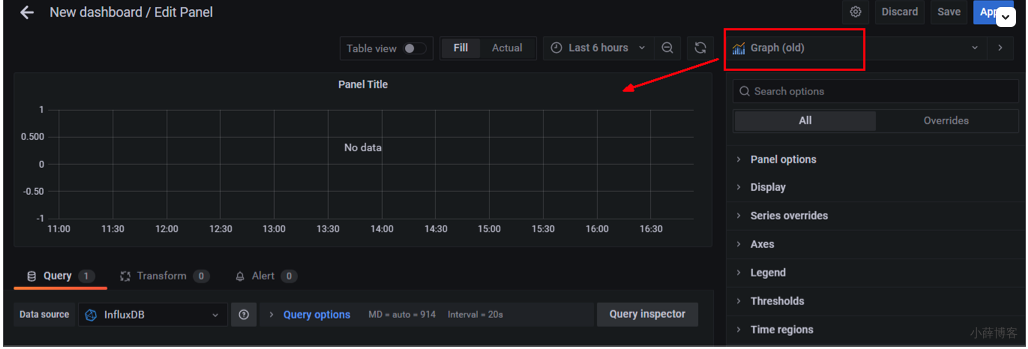 New dashboard / Edit Panel
Discard
Save
App
Table view
Fill
Actual
Last 6 hours
Graph (old)
Panel Title
1
0.500
0
-0.50
-1
No data
11:00 11:30 12:00 12:30 13:00 13:30 14:00 14:30 15:00 15:30 16:00 16:30
Search options
All
Overrides
Panel options
Display
Series overrides
Axes
Legend
Thresholds
Time regions
Query 1
Transform 0
Alert 0
Data source
InfluxDB
Query options
MD = auto = 914
Interval = 20s
Query inspector
小薛博客